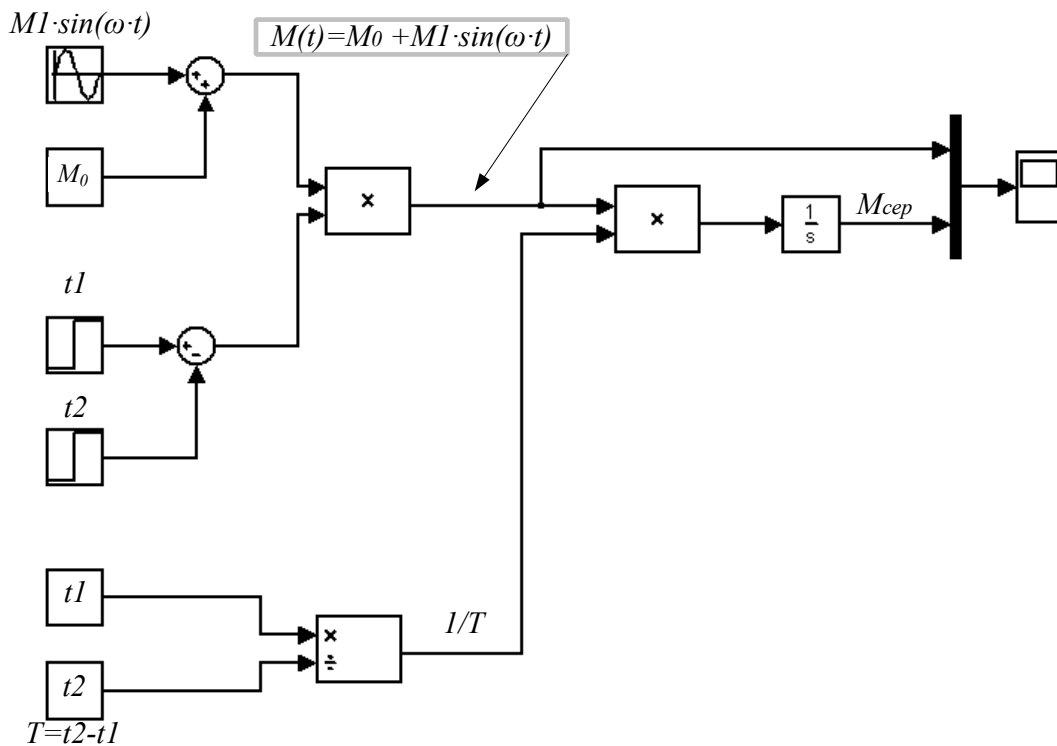 M1·sin(ω·t)
M(t)=M0 +M1·sin(ω·t)
M0
×
×
1
s
Mсер
t1
t2
t1
t2
×
÷
1/T
T=t2-t1